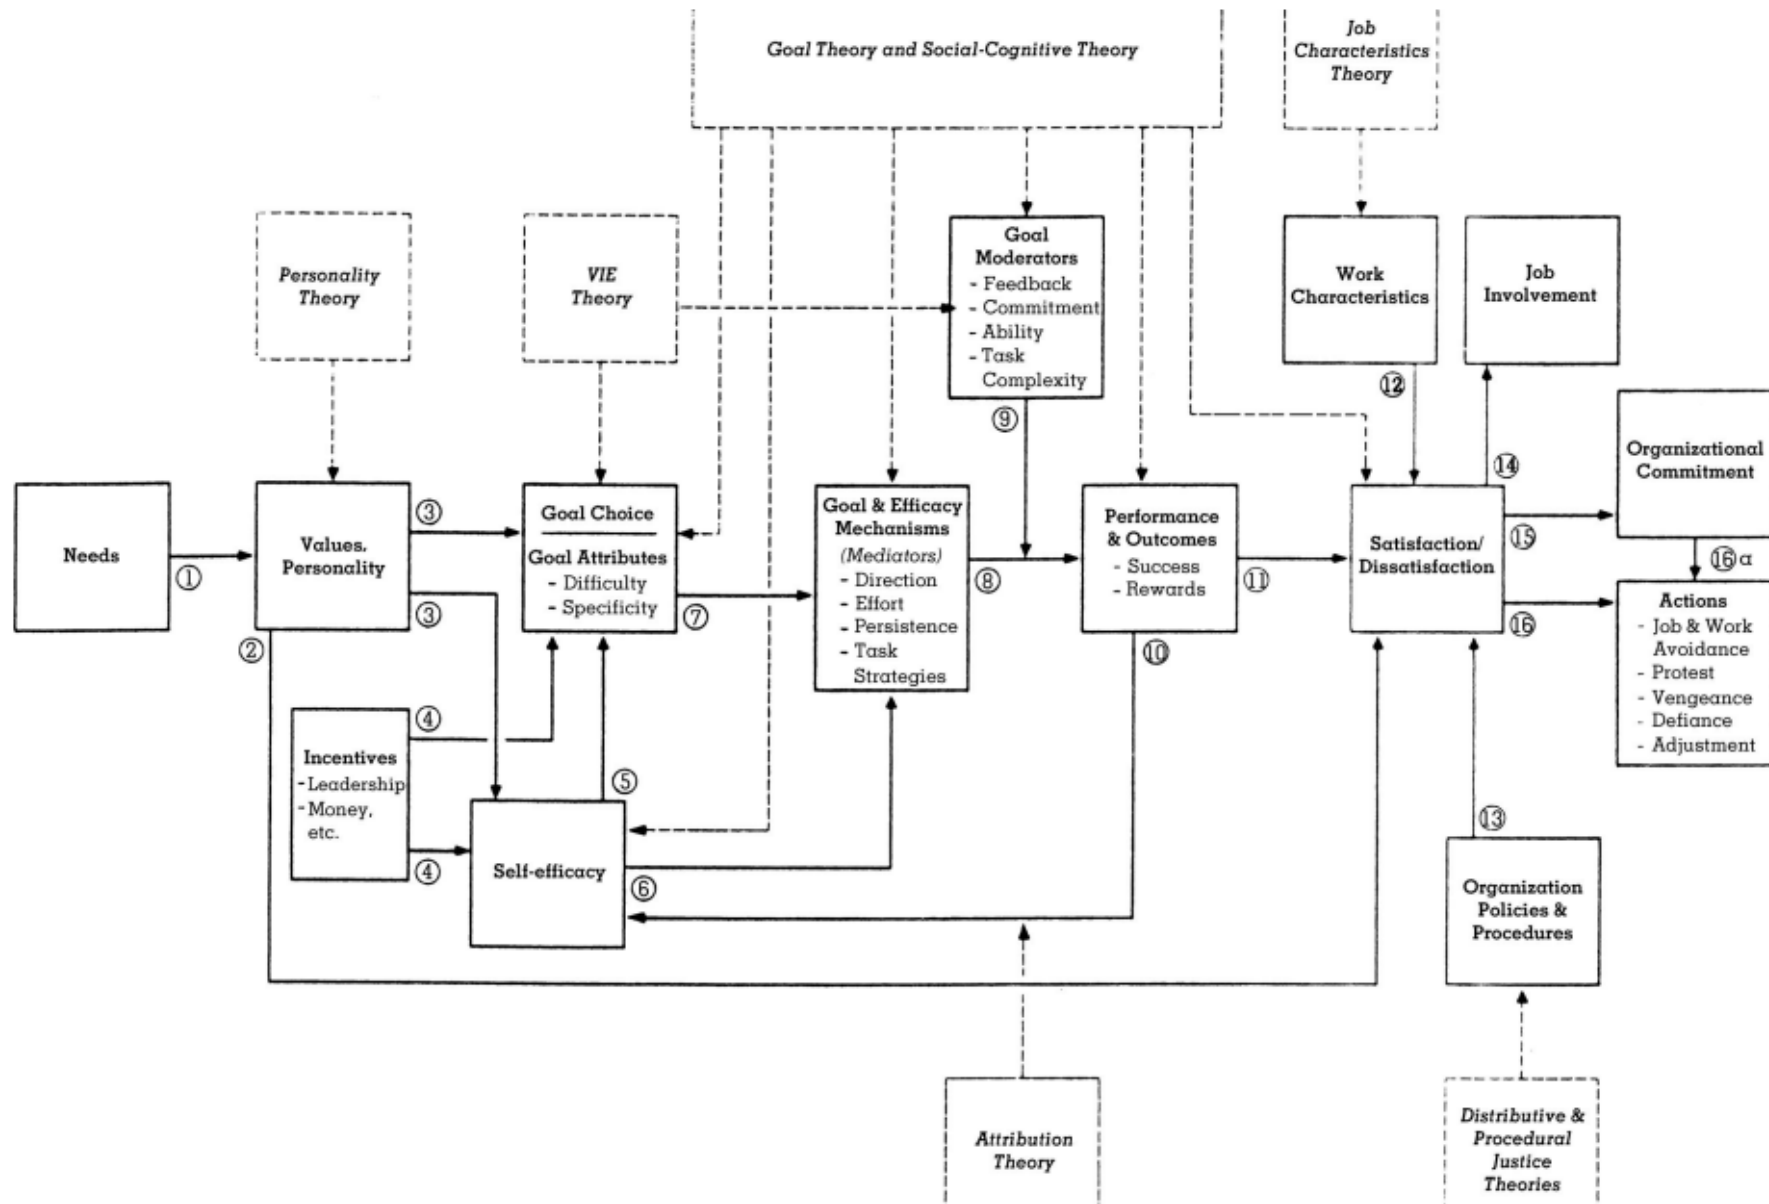 Goal Theory and Social-Cognitive Theory
Job
Characteristics
Theory
Personality
Theory
VIE
Theory
Goal
Moderators
- Feedback
- Commitment
- Ability
- Task
Complexity
Work
Characteristics
Job
Involvement
⑨
⑫
⑭
Organizational
Commitment
Needs
①
Values,
Personality
③
③
②
Goal Choice
Goal Attributes
- Difficulty
- Specificity
⑦
Goal & Efficacy
Mechanisms
(Mediators)
- Direction
- Effort
- Persistence
- Task
Strategies
⑧
Performance
& Outcomes
- Success
- Rewards
⑪
⑩
Satisfaction/
Dissatisfaction
⑮
⑯
⑯ a
Actions
- Job & Work
Avoidance
- Protest
- Vengeance
- Defiance
- Adjustment
Incentives
- Leadership
- Money,
etc.
④
④
⑤
Self-efficacy
⑥
⑬
Organization
Policies &
Procedures
Attribution
Theory
Distributive &
Procedural
Justice
Theories